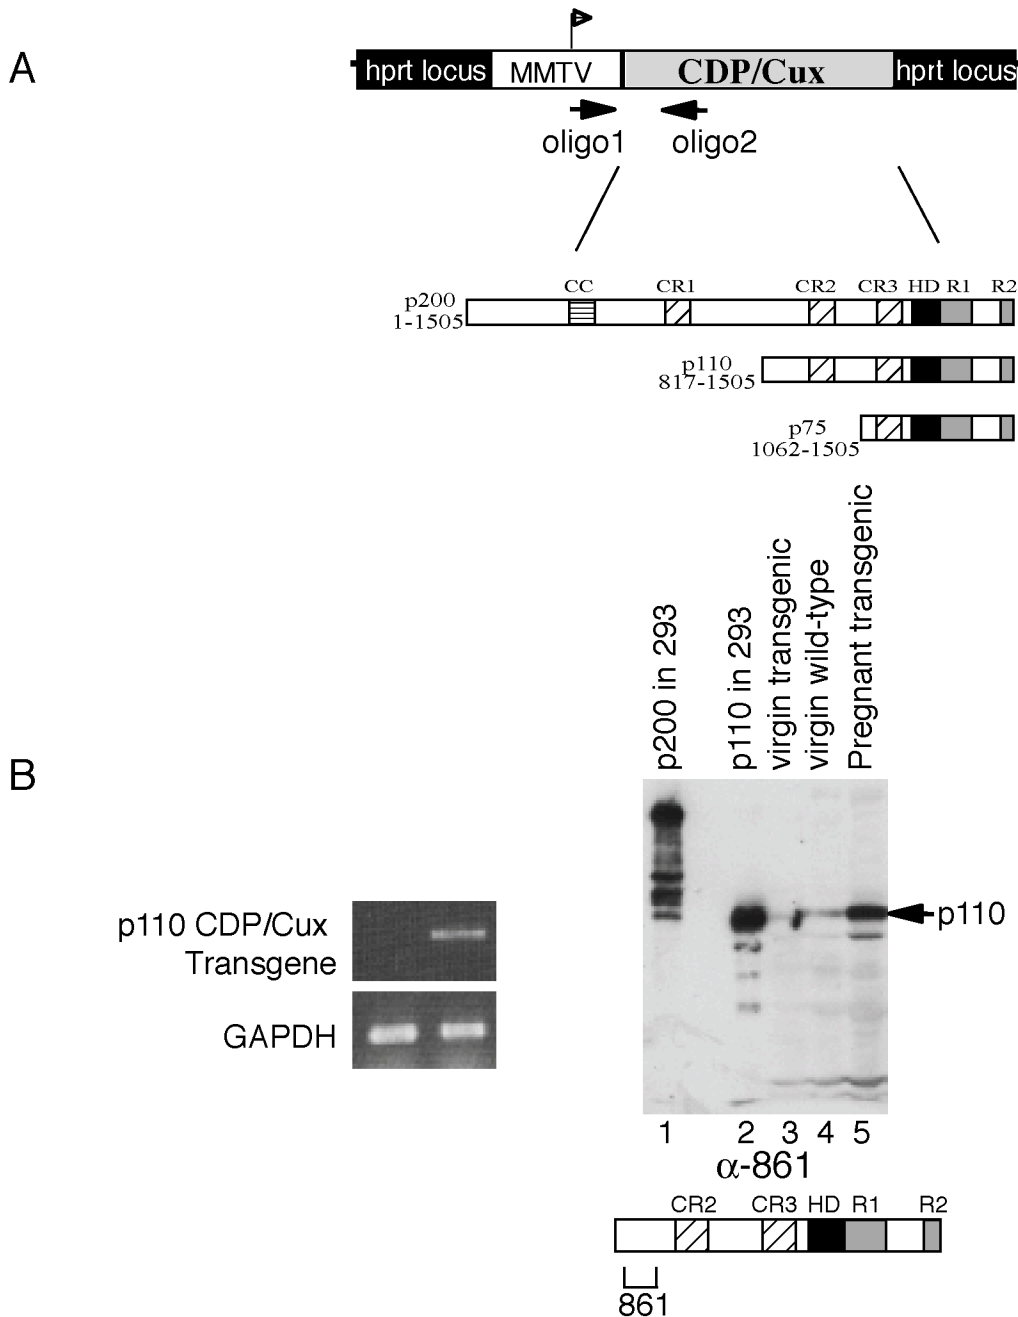 A
hprt locus MMTV CDP/Cux hprt locus
oligo1 oligo2
CC CR1 CR2 CR3 HD R1 R2
p200
1-1505
p110
817-1505
p75
1062-1505
p200 in 293
p110 in 293
virgin transgenic
virgin wild-type
Pregnant transgenic
B
p110 CDP/Cux
Transgene
GAPDH
p110
1 2 3 4 5
α-861
CR2 CR3 HD R1 R2
861